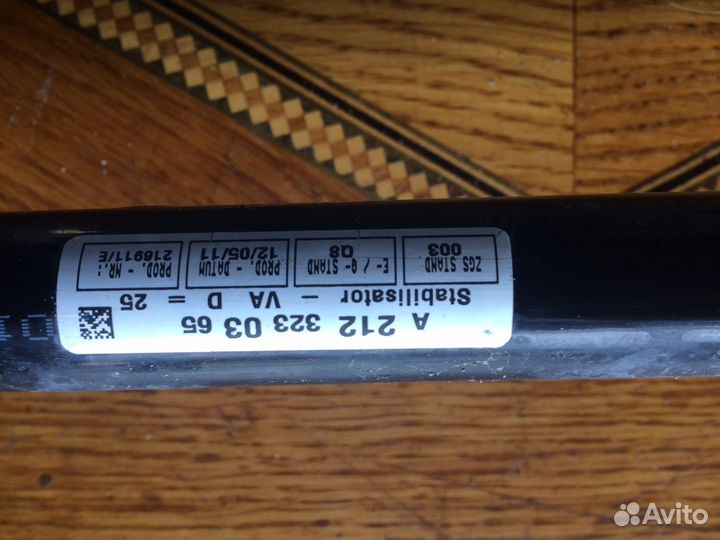 A 212 323 03 65
Stabilisator - VA D = 25
ZGS STAND
003
E- / Q- STAND
Q8
PROD. - DATUM
12/05/11
PROD. - NR.:
216911/E
Avito